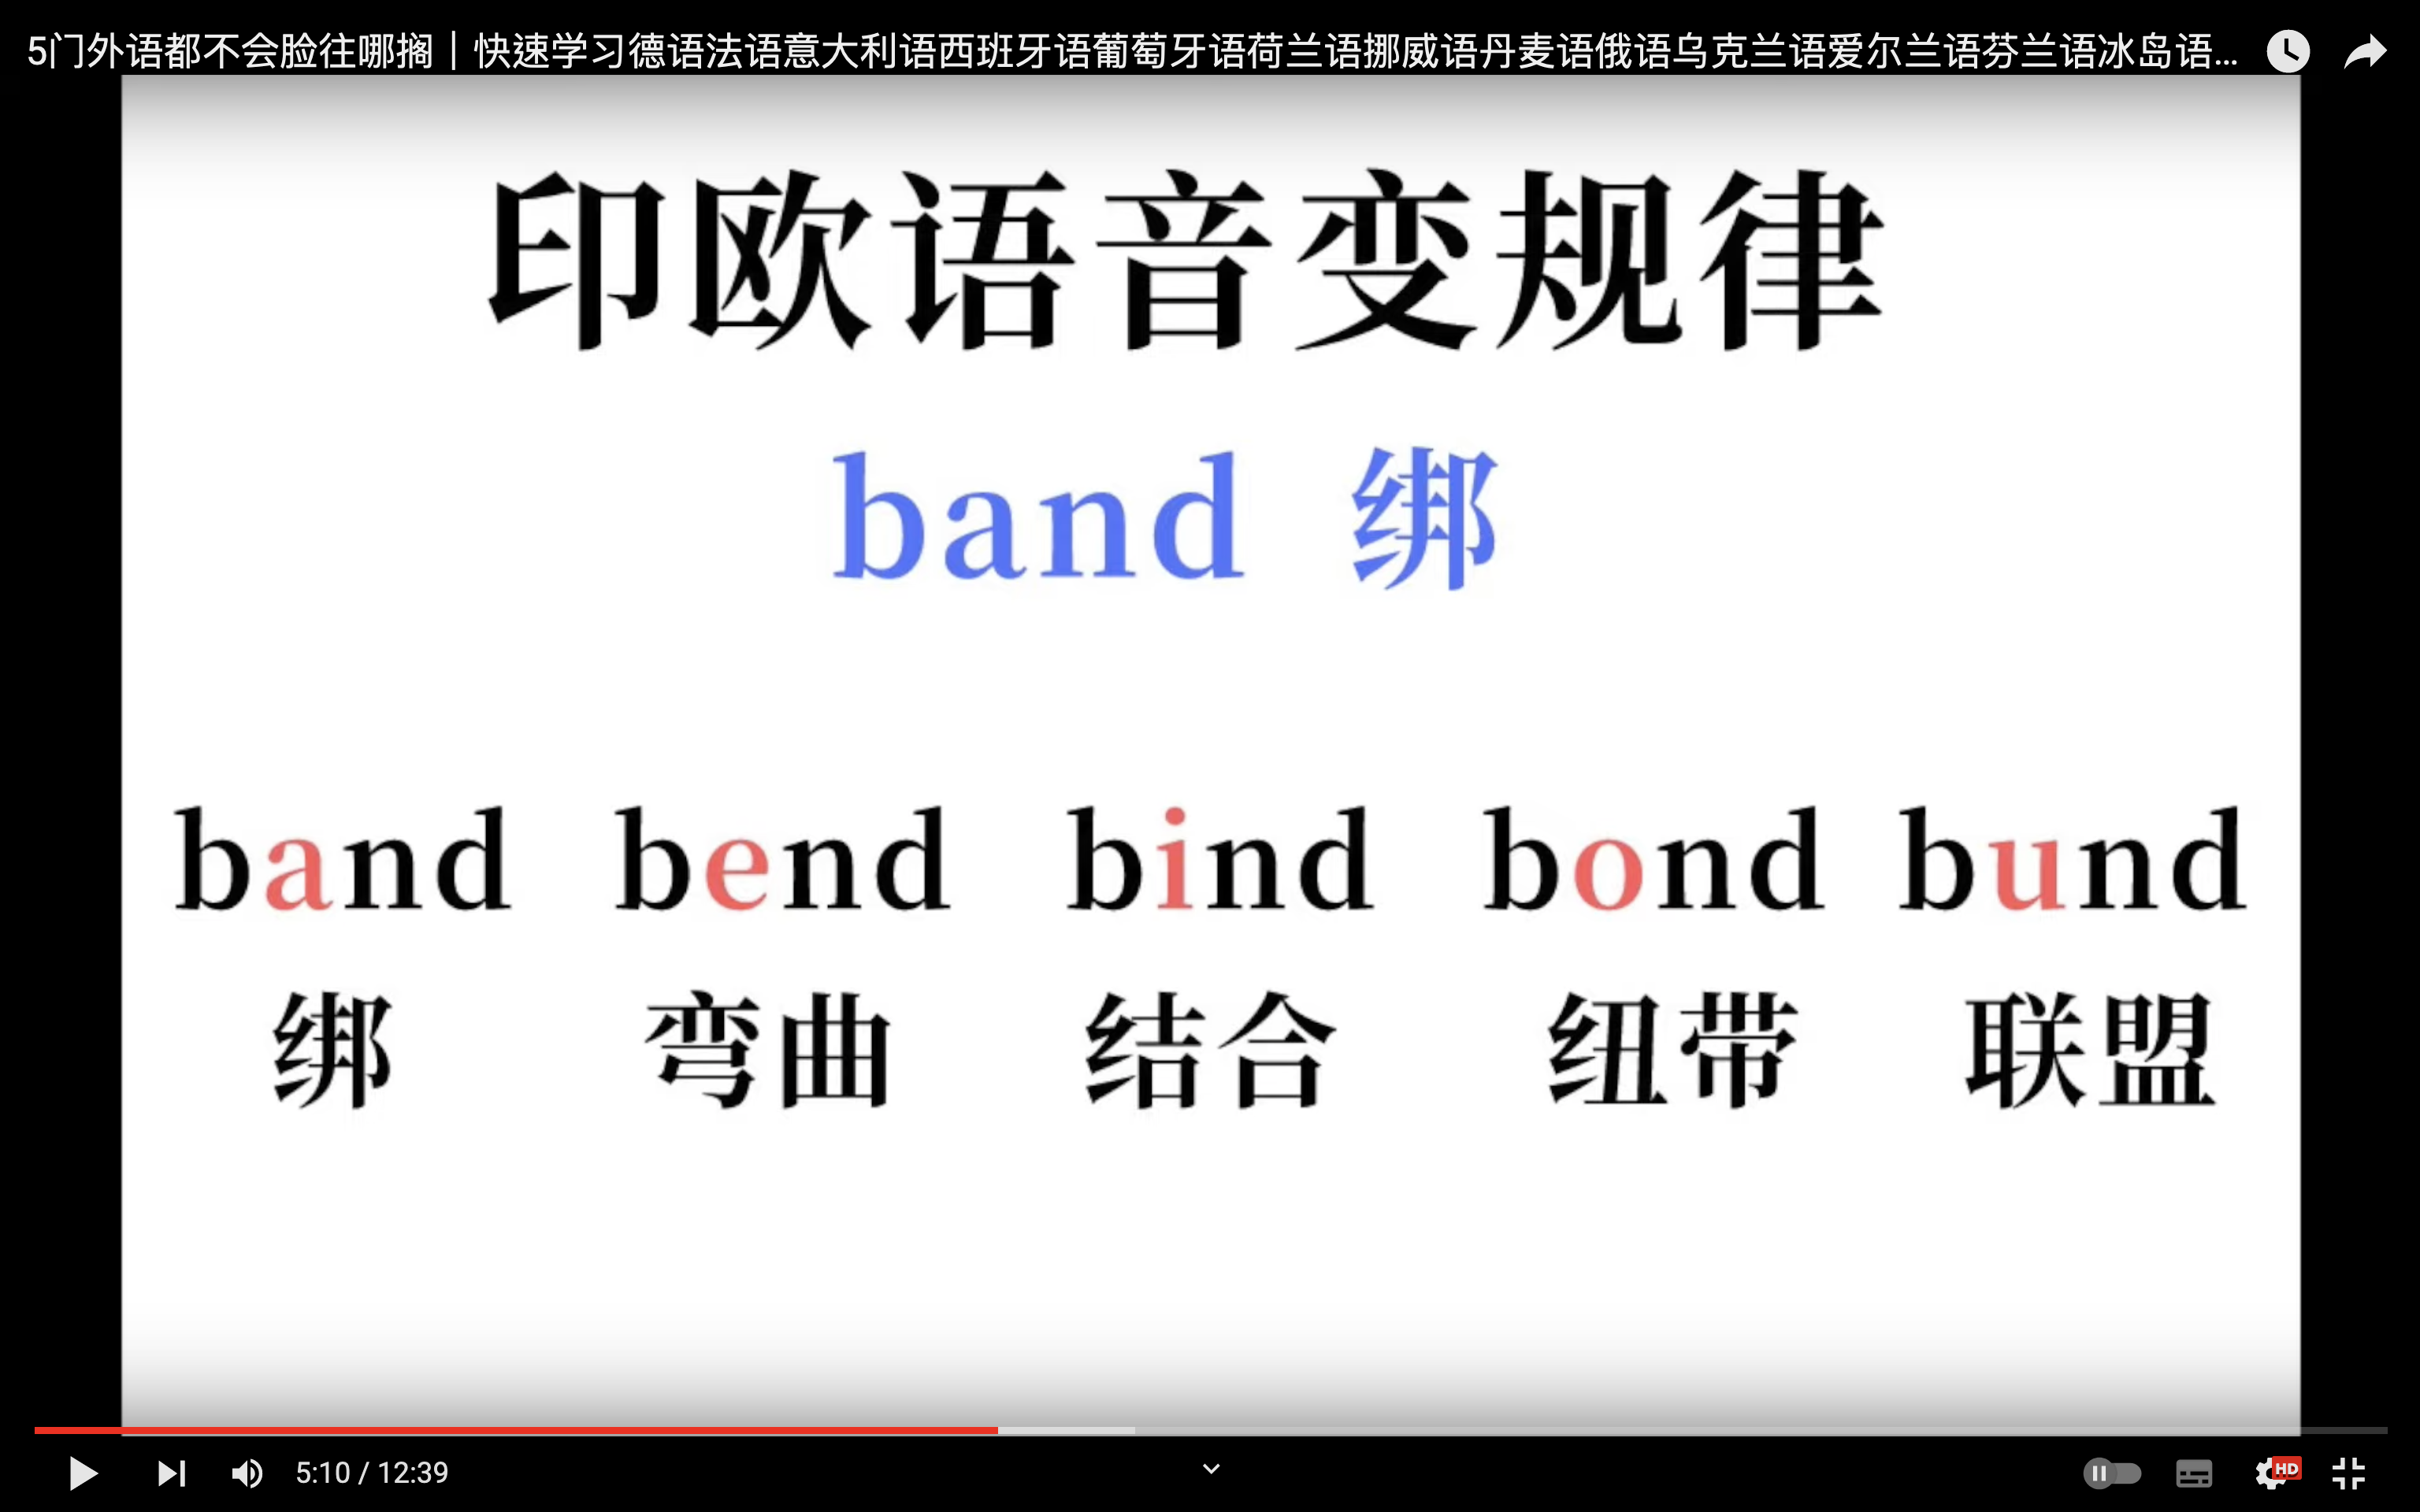 5门外语都不会脸往哪搁｜快速学习德语法语意大利语西班牙语葡萄牙语荷兰语挪威语丹麦语俄语乌克兰语爱尔兰语芬兰语冰岛语...
印欧语音变规律
band 绑
band bend bind bond bund
绑 弯曲 结合 纽带 联盟
5:10 / 12:39
HD